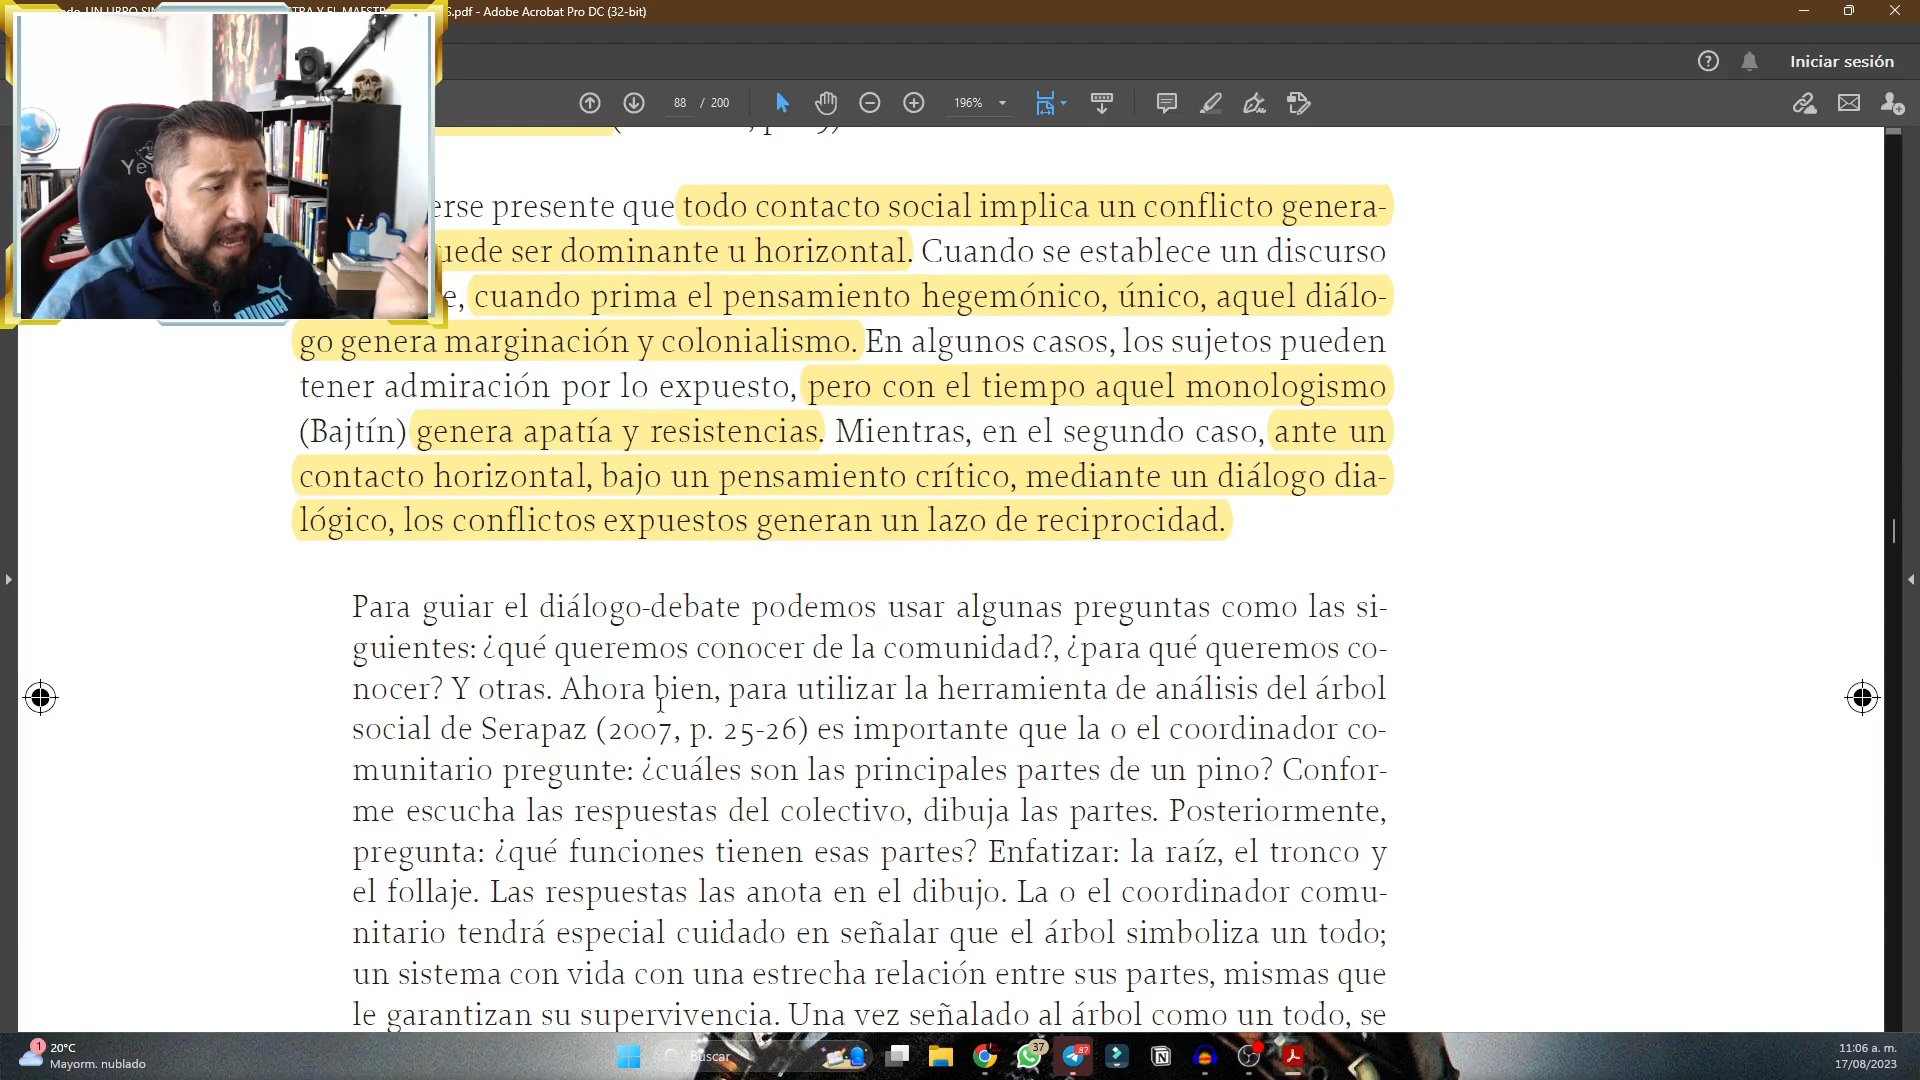 S.pdf - Adobe Acrobat Pro DC (32-bit)
Iniciar sesión
88 / 200
196%
erse presente que todo contacto social implica un conflicto genera-
uede ser dominante u horizontal. Cuando se establece un discurso
e, cuando prima el pensamiento hegemónico, único, aquel diálo-
go genera marginación y colonialismo. En algunos casos, los sujetos pueden
tener admiración por lo expuesto, pero con el tiempo aquel monologismo
(Bajtín) genera apatía y resistencias. Mientras, en el segundo caso, ante un
contacto horizontal, bajo un pensamiento crítico, mediante un diálogo dia-
lógico, los conflictos expuestos generan un lazo de reciprocidad.
Para guiar el diálogo-debate podemos usar algunas preguntas como las si-
guientes: ¿qué queremos conocer de la comunidad?, ¿para qué queremos co-
nocer? Y otras. Ahora bien, para utilizar la herramienta de análisis del árbol
social de Serapaz (2007, p. 25-26) es importante que la o el coordinador co-
munitario pregunte: ¿cuáles son las principales partes de un pino? Confor-
me escucha las respuestas del colectivo, dibuja las partes. Posteriormente,
pregunta: ¿qué funciones tienen esas partes? Enfatizar: la raíz, el tronco y
el follaje. Las respuestas las anota en el dibujo. La o el coordinador comu-
nitario tendrá especial cuidado en señalar que el árbol simboliza un todo;
un sistema con vida con una estrecha relación entre sus partes, mismas que
le garantizan su supervivencia. Una vez señalado al árbol como un todo, se
1
20°C
Mayorm. nublado
Buscar
37
87
11:06 a. m.
17/08/2023
PUMA